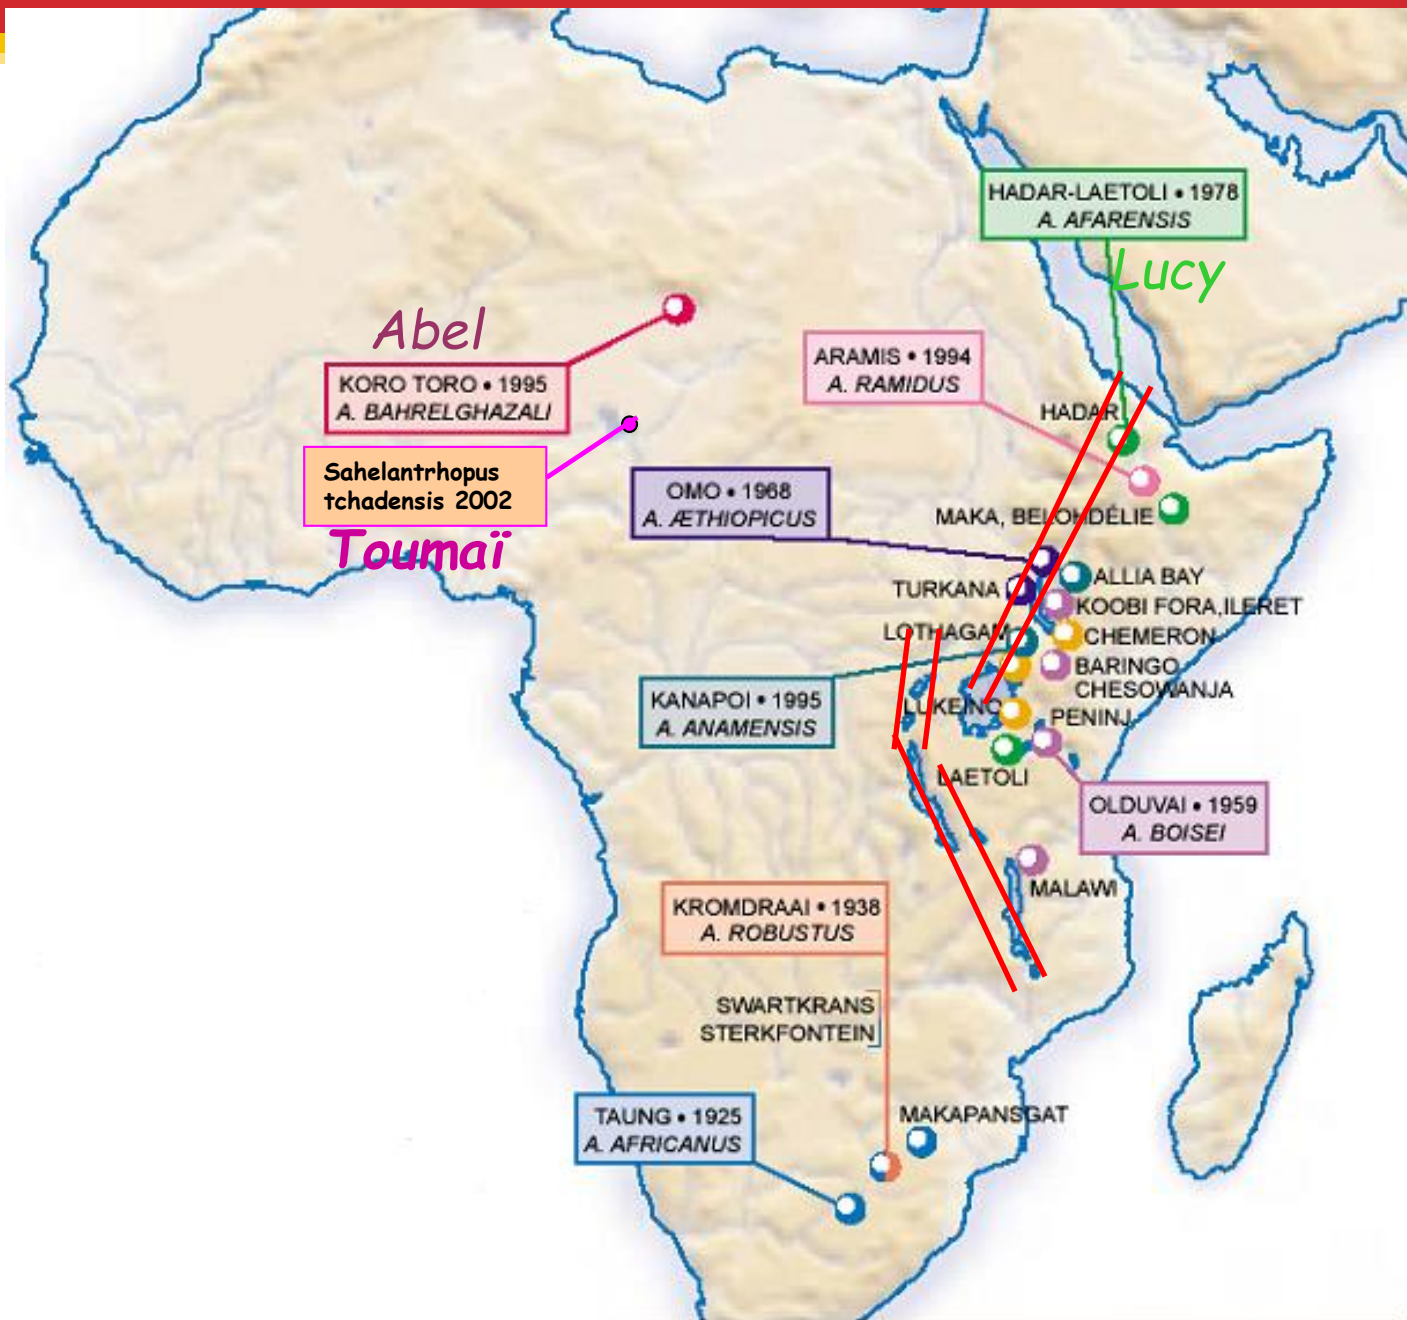 HADAR-LAETOLI • 1978
A. AFARENSIS
Lucy
Abel
KORO TORO • 1995
A. BAHRELGHAZALI
ARAMIS • 1994
A. RAMIDUS
HADAR
Sahelantrhopus
tchadensis 2002
Toumaï
OMO • 1968
A. ÆTHIOPICUS
MAKA, BELOHDÉLIE
TURKANA
ALLIA BAY
KOOBI FORA,ILERET
LOTHAGAM
CHEMERON
BARINGO
CHESOWANJA
KANAPOI • 1995
A. ANAMENSIS
LUKEINO
PENINJ
LAETOLI
OLDUVAI • 1959
A. BOISEI
MALAWI
KROMDRAAI • 1938
A. ROBUSTUS
SWARTKRANS
STERKFONTEIN
TAUNG • 1925
A. AFRICANUS
MAKAPANSGAT